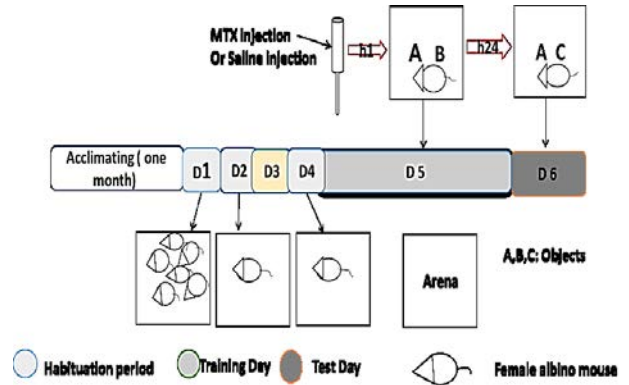 MTX injection
Or Saline injection
h1
A B
h24
A C
Acclimating ( one
month)
D1
D2
D3
D4
D 5
D 6
Arena
A,B,C: Objects
Habituation period
Training Day
Test Day
Female albino mouse